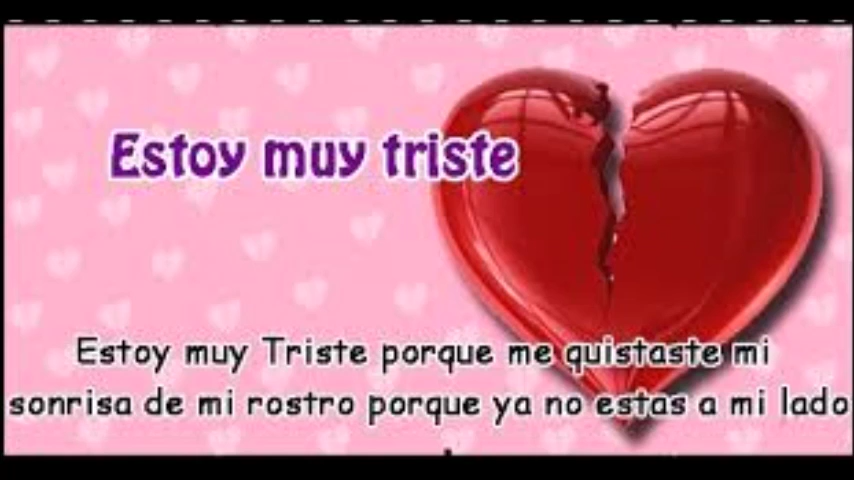 Estoy muy triste
Estoy muy Triste porque me quistaste mi
sonrisa de mi rostro porque ya no estas a mi lado